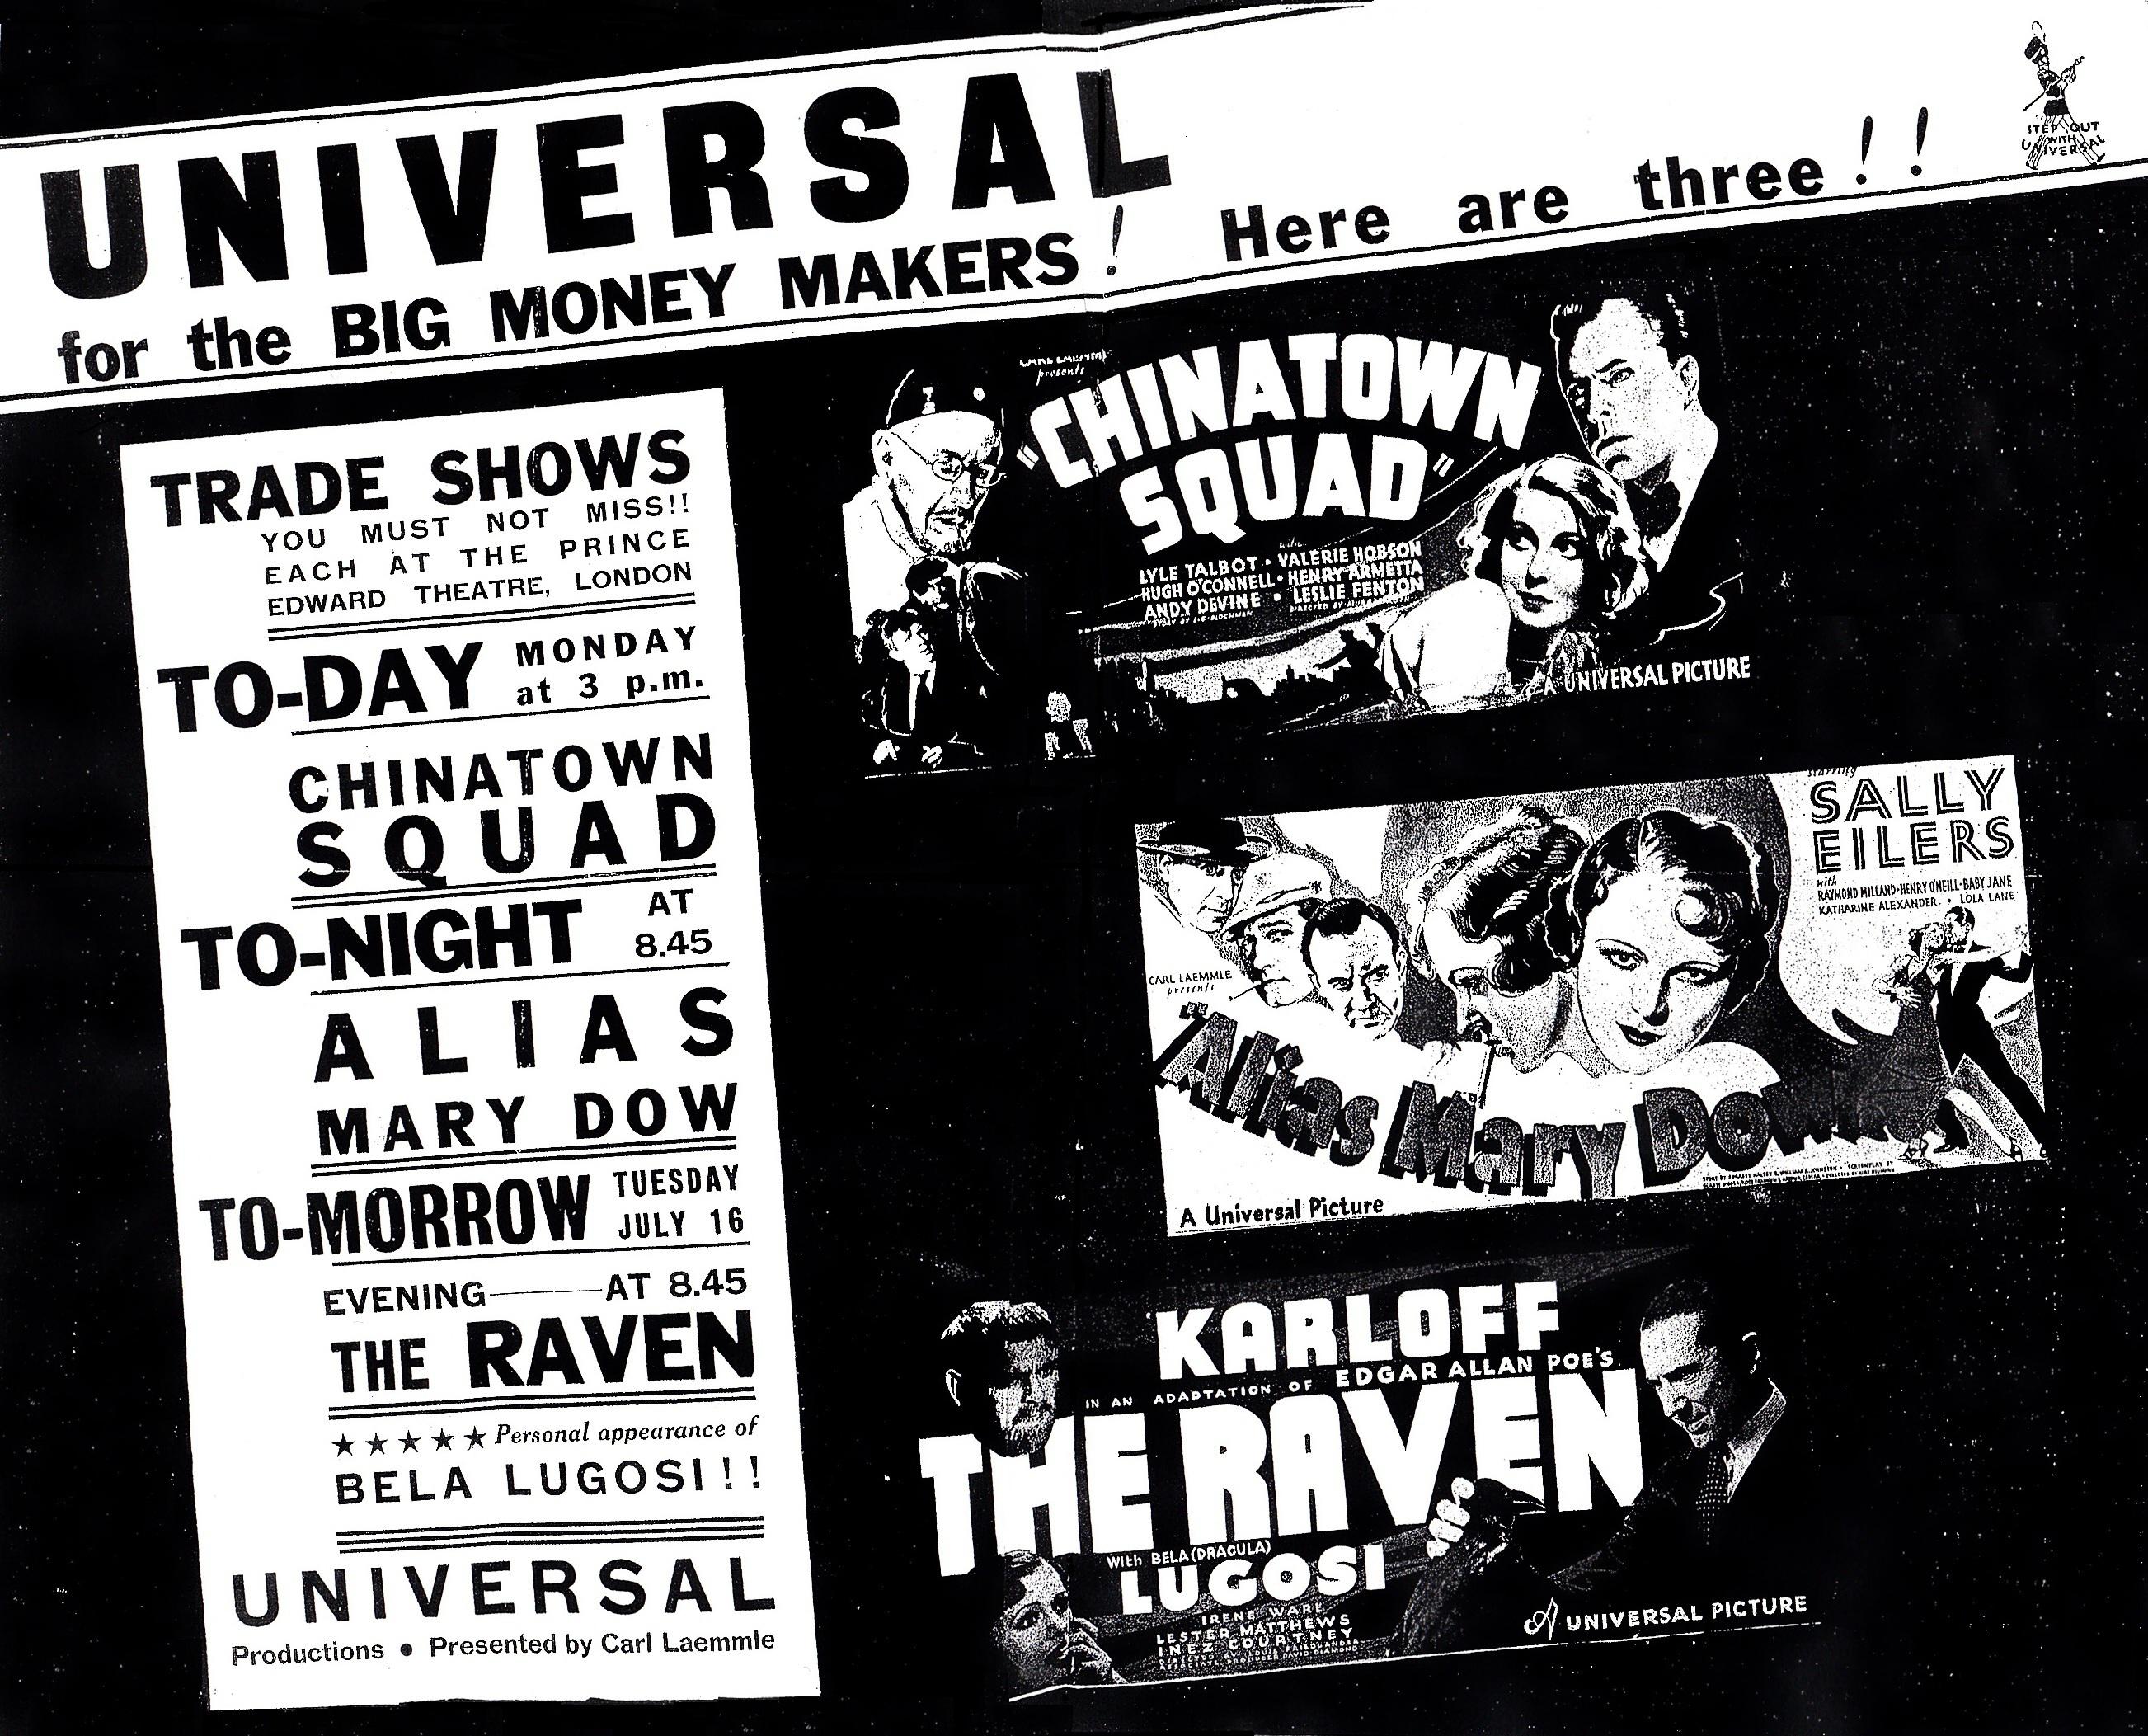 UNIVERSAL
for the BIG MONEY MAKERS! Here are three!!
STEP OUT
WITH
UNIVERSAL
TRADE SHOWS
YOU MUST NOT MISS!!
EACH AT THE PRINCE
EDWARD THEATRE, LONDON
TO-DAY MONDAY
at 3 p.m.
CHINATOWN
SQUAD
TO-NIGHT AT
8.45
ALIAS
MARY DOW
TO-MORROW TUESDAY
JULY 16
EVENING — AT 8.45
THE RAVEN
★★★★★ Personal appearance of
BELA LUGOSI!!
UNIVERSAL
Productions • Presented by Carl Laemmle
CARL LAEMMLE
presents
"CHINATOWN
SQUAD"
with
LYLE TALBOT · VALERIE HOBSON
HUGH O'CONNELL · HENRY ARMETTA
ANDY DEVINE · LESLIE FENTON
A UNIVERSAL PICTURE
starring
SALLY
EILERS
with
RAYMOND MILLAND · HENRY O'NEILL · BABY JANE
KATHARINE ALEXANDER · LOLA LANE
CARL LAEMMLE
presents
"Alias Mary Dow"
A Universal Picture
KARLOFF
IN AN ADAPTATION OF EDGAR ALLAN POE'S
THE RAVEN
With BELA (DRACULA)
LUGOSI
IRENE WARE
LESTER MATTHEWS
INEZ COURTNEY
A UNIVERSAL PICTURE